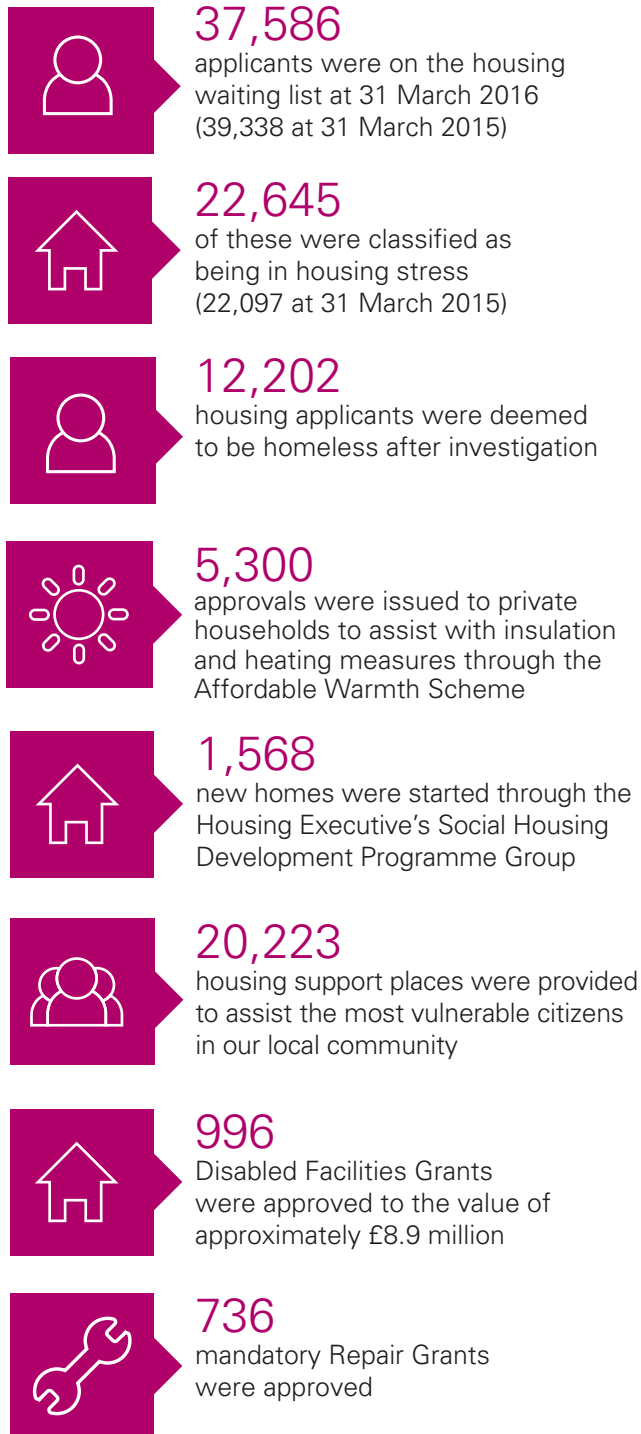 37,586
applicants were on the housing
waiting list at 31 March 2016
(39,338 at 31 March 2015)
22,645
of these were classified as
being in housing stress
(22,097 at 31 March 2015)
12,202
housing applicants were deemed
to be homeless after investigation
5,300
approvals were issued to private
households to assist with insulation
and heating measures through the
Affordable Warmth Scheme
1,568
new homes were started through the
Housing Executive’s Social Housing
Development Programme Group
20,223
housing support places were provided
to assist the most vulnerable citizens
in our local community
996
Disabled Facilities Grants
were approved to the value of
approximately £8.9 million
736
mandatory Repair Grants
were approved